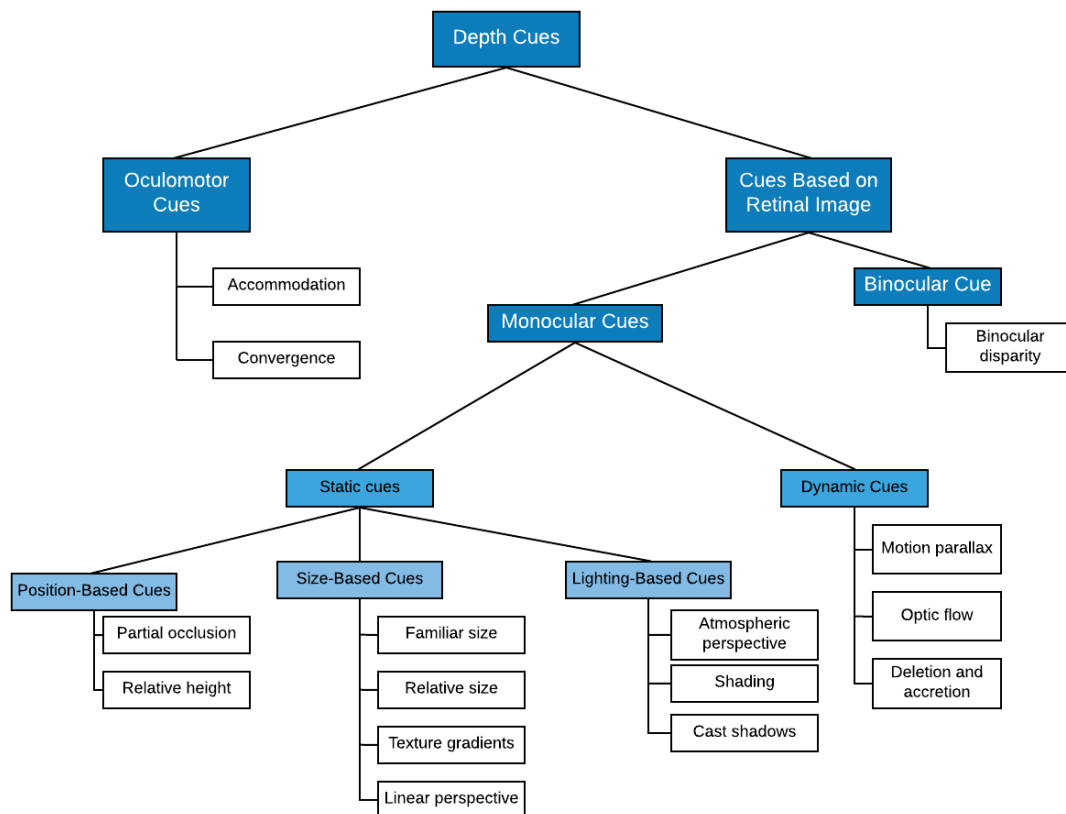 Depth Cues
Oculomotor
Cues
Cues Based on
Retinal Image
Accommodation
Convergence
Binocular Cue
Binocular
disparity
Monocular Cues
Static cues
Dynamic Cues
Position-Based Cues
Partial occlusion
Relative height
Size-Based Cues
Familiar size
Relative size
Texture gradients
Linear perspective
Lighting-Based Cues
Atmospheric
perspective
Shading
Cast shadows
Motion parallax
Optic flow
Deletion and
accretion